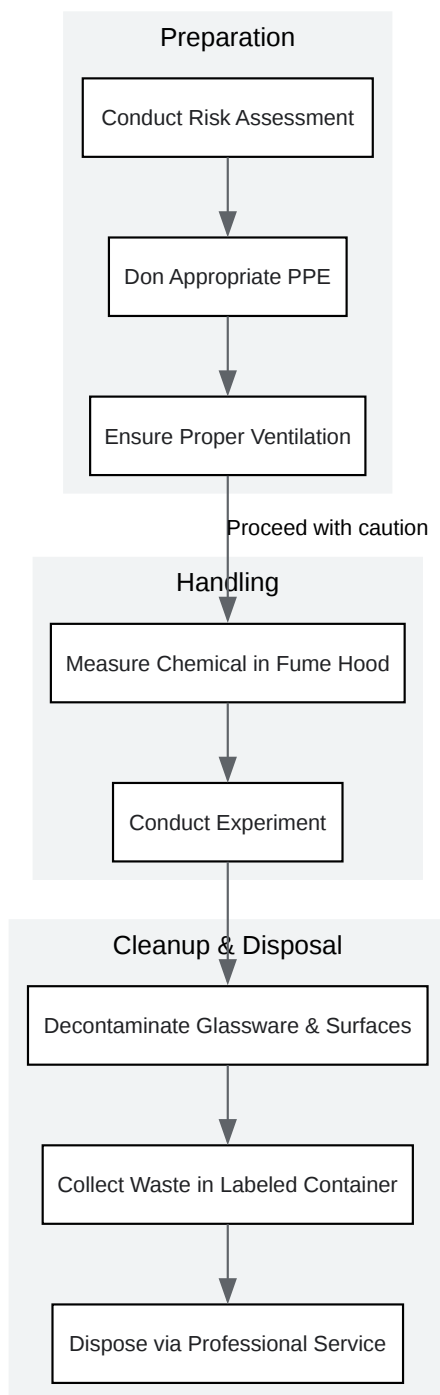 Preparation
Conduct Risk Assessment
Don Appropriate PPE
Ensure Proper Ventilation
Proceed with caution
Handling
Measure Chemical in Fume Hood
Conduct Experiment
Cleanup & Disposal
Decontaminate Glassware & Surfaces
Collect Waste in Labeled Container
Dispose via Professional Service